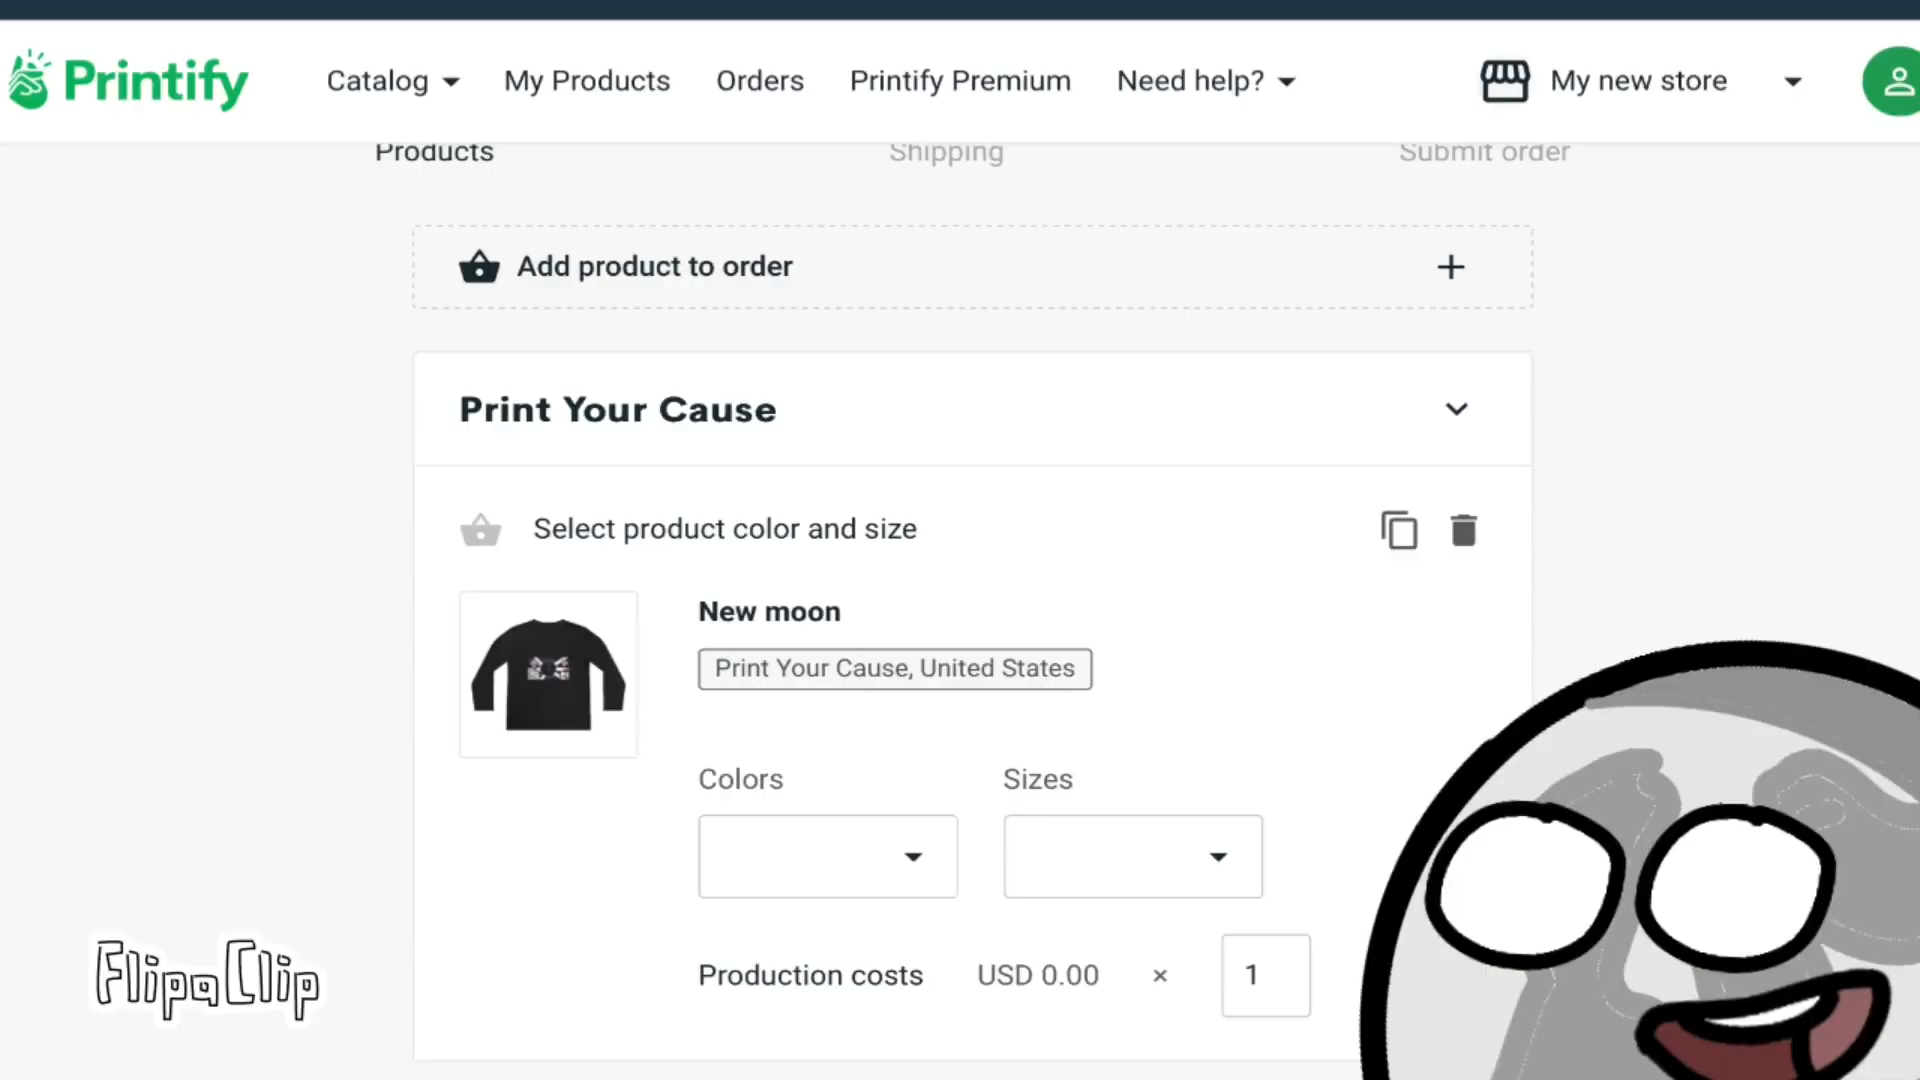 Printify Catalog My Products Orders Printify Premium Need help? My new store
Products Shipping Submit order
Add product to order
Print Your Cause
Select product color and size
New moon
Print Your Cause, United States
Colors Sizes
Production costs USD 0.00 × 1
FlipaClip